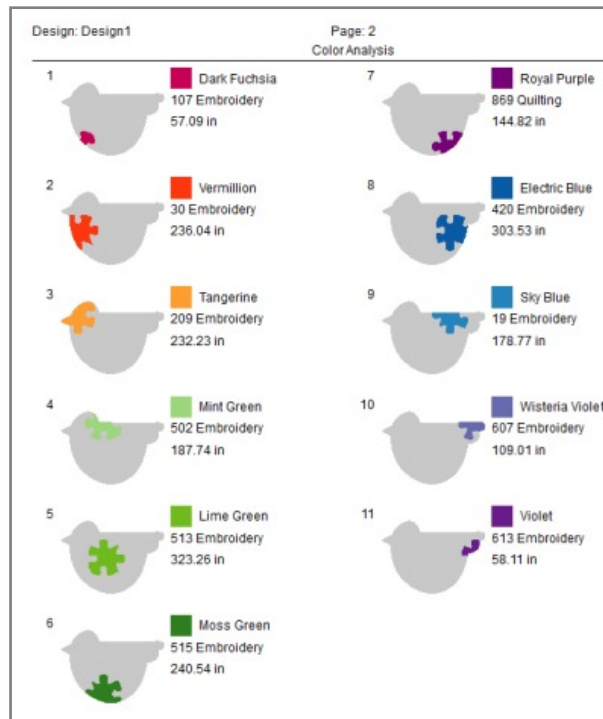 Design: Design1
Page: 2
Color Analysis
1
Dark Fuchsia
107 Embroidery
57.09 in
2
Vermillion
30 Embroidery
236.04 in
3
Tangerine
209 Embroidery
232.23 in
4
Mint Green
502 Embroidery
187.74 in
5
Lime Green
513 Embroidery
323.26 in
6
Moss Green
515 Embroidery
240.54 in
7
Royal Purple
869 Quilting
144.82 in
8
Electric Blue
420 Embroidery
303.53 in
9
Sky Blue
19 Embroidery
178.77 in
10
Wisteria Violet
607 Embroidery
109.01 in
11
Violet
613 Embroidery
58.11 in